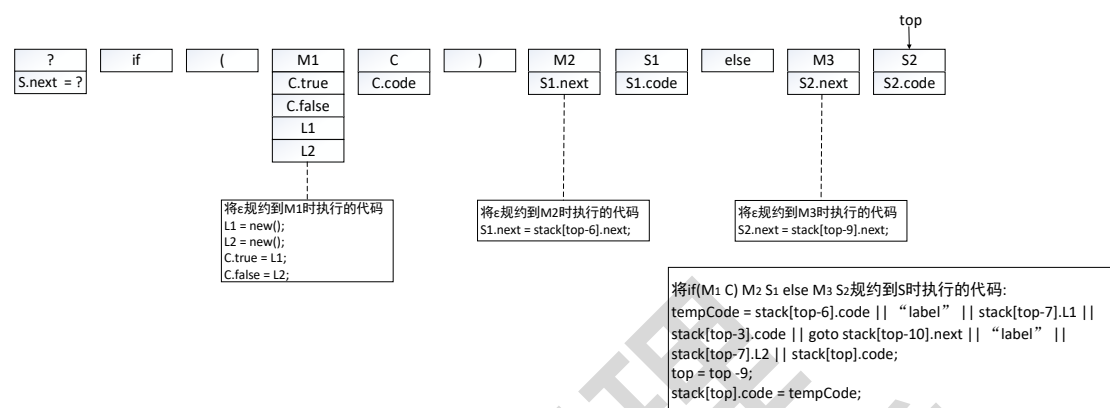 top
? if ( M1 C ) M2 S1 else M3 S2
S.next = ? C.true C.code S1.next S1.code S2.next S2.code
C.false
L1
L2
将ε规约到M1时执行的代码
L1 = new();
L2 = new();
C.true = L1;
C.false = L2;
将ε规约到M2时执行的代码
S1.next = stack[top-6].next;
将ε规约到M3时执行的代码
S2.next = stack[top-9].next;
将if(M1 C) M2 S1 else M3 S2规约到S时执行的代码:
tempCode = stack[top-6].code || “label” || stack[top-7].L1 ||
stack[top-3].code || goto stack[top-10].next || “label” ||
stack[top-7].L2 || stack[top].code;
top = top -9;
stack[top].code = tempCode;